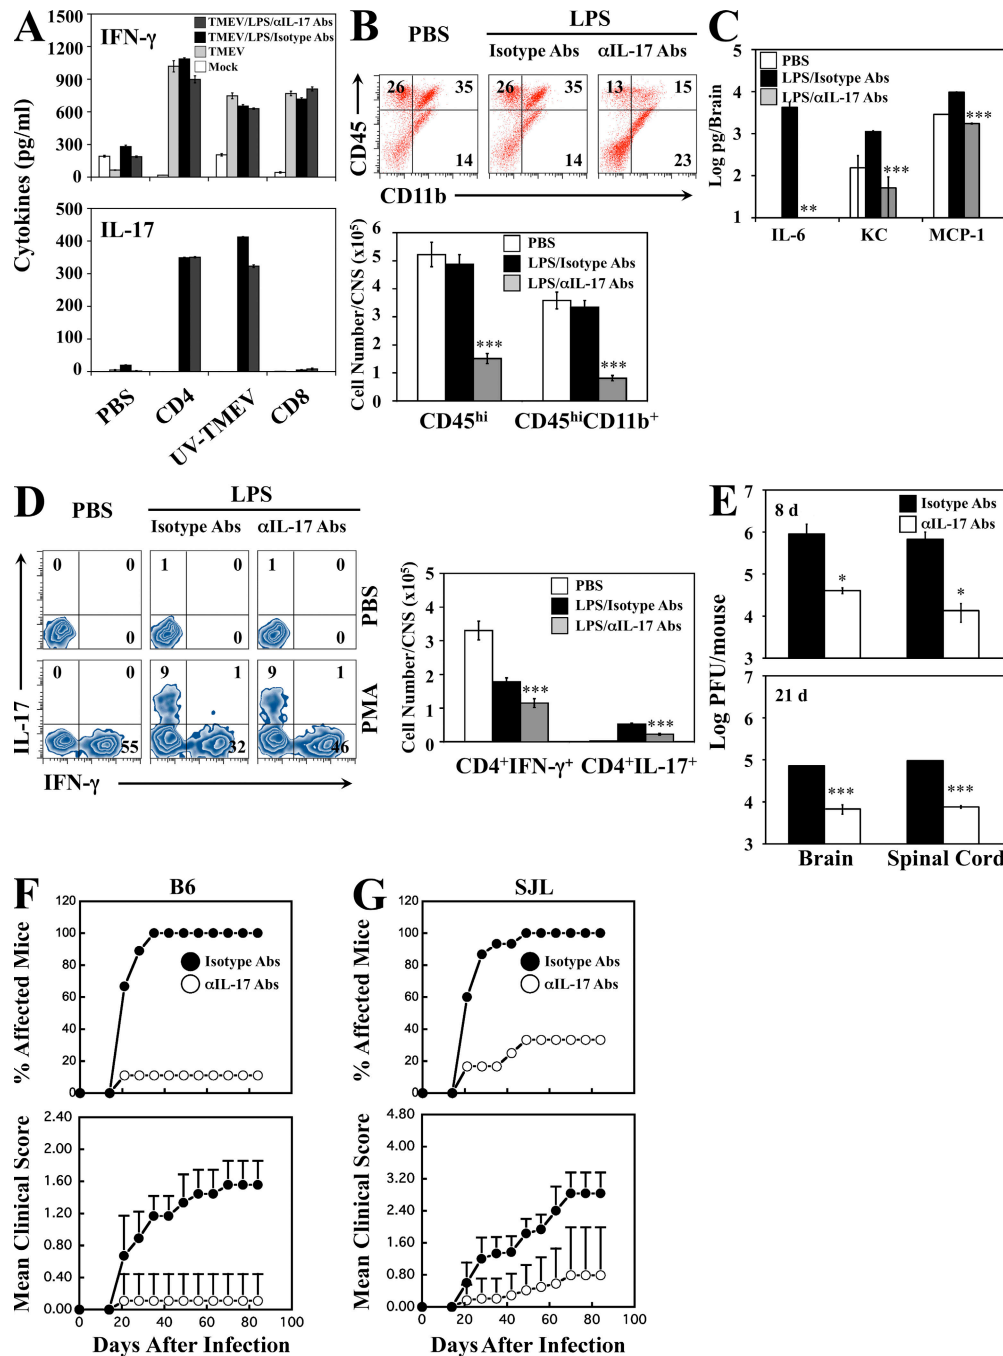 A
IFN-γ
TMEV/LPS/αIL-17 Abs
TMEV/LPS/Isotype Abs
TMEV
Mock
1500
1200
900
600
300
0
IL-17
500
400
300
200
100
0
Cytokines (pg/ml)
PBS
CD4
UV-TMEV
CD8
B
PBS
LPS
Isotype Abs
αIL-17 Abs
26
35
14
26
35
14
13
15
23
CD45
CD11b
PBS
LPS/Isotype Abs
LPS/αIL-17 Abs
6
5
4
3
2
1
0
Cell Number/CNS (x10⁵)
***
***
CD45ʰⁱ
CD45ʰⁱCD11b⁺
C
PBS
LPS/Isotype Abs
LPS/αIL-17 Abs
5
4
3
2
1
Log pg/Brain
**
***
***
IL-6
KC
MCP-1
D
PBS
LPS
Isotype Abs
αIL-17 Abs
0
0
0
1
0
0
1
0
0
PBS
0
0
55
9
1
32
9
1
46
PMA
IL-17
IFN-γ
PBS
LPS/Isotype Abs
LPS/αIL-17 Abs
5
4
3
2
1
0
Cell Number/CNS (x10⁵)
***
***
CD4⁺IFN-γ⁺
CD4⁺IL-17⁺
E
8 d
Isotype Abs
αIL-17 Abs
7
6
5
4
3
*
*
21 d
7
6
5
4
3
***
***
Log PFU/mouse
Brain
Spinal Cord
F
B6
120
100
80
60
40
20
0
% Affected Mice
Isotype Abs
αIL-17 Abs
2.40
2.00
1.60
1.20
0.80
0.40
0.00
Mean Clinical Score
0
20
40
60
80
100
Days After Infection
G
SJL
120
100
80
60
40
20
0
% Affected Mice
Isotype Abs
αIL-17 Abs
4.80
4.00
3.20
2.40
1.60
0.80
0.00
Mean Clinical Score
0
20
40
60
80
100
Days After Infection